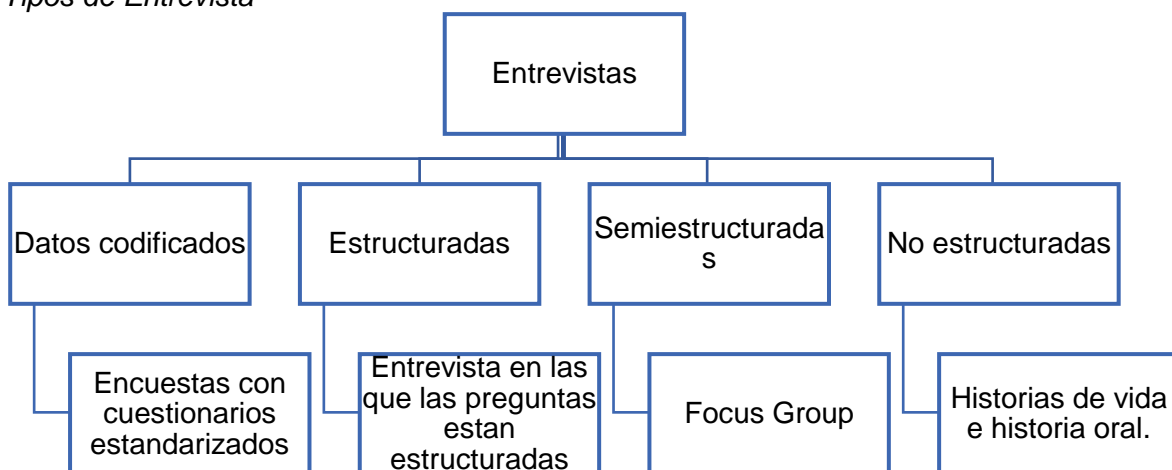 Tipos de Entrevista
Entrevistas
Datos codificados
Estructuradas
Semiestructurada
s
No estructuradas
Encuestas con
cuestionarios
estandarizados
Entrevista en las
que las preguntas
estan
estructuradas
Focus Group
Historias de vida
e historia oral.